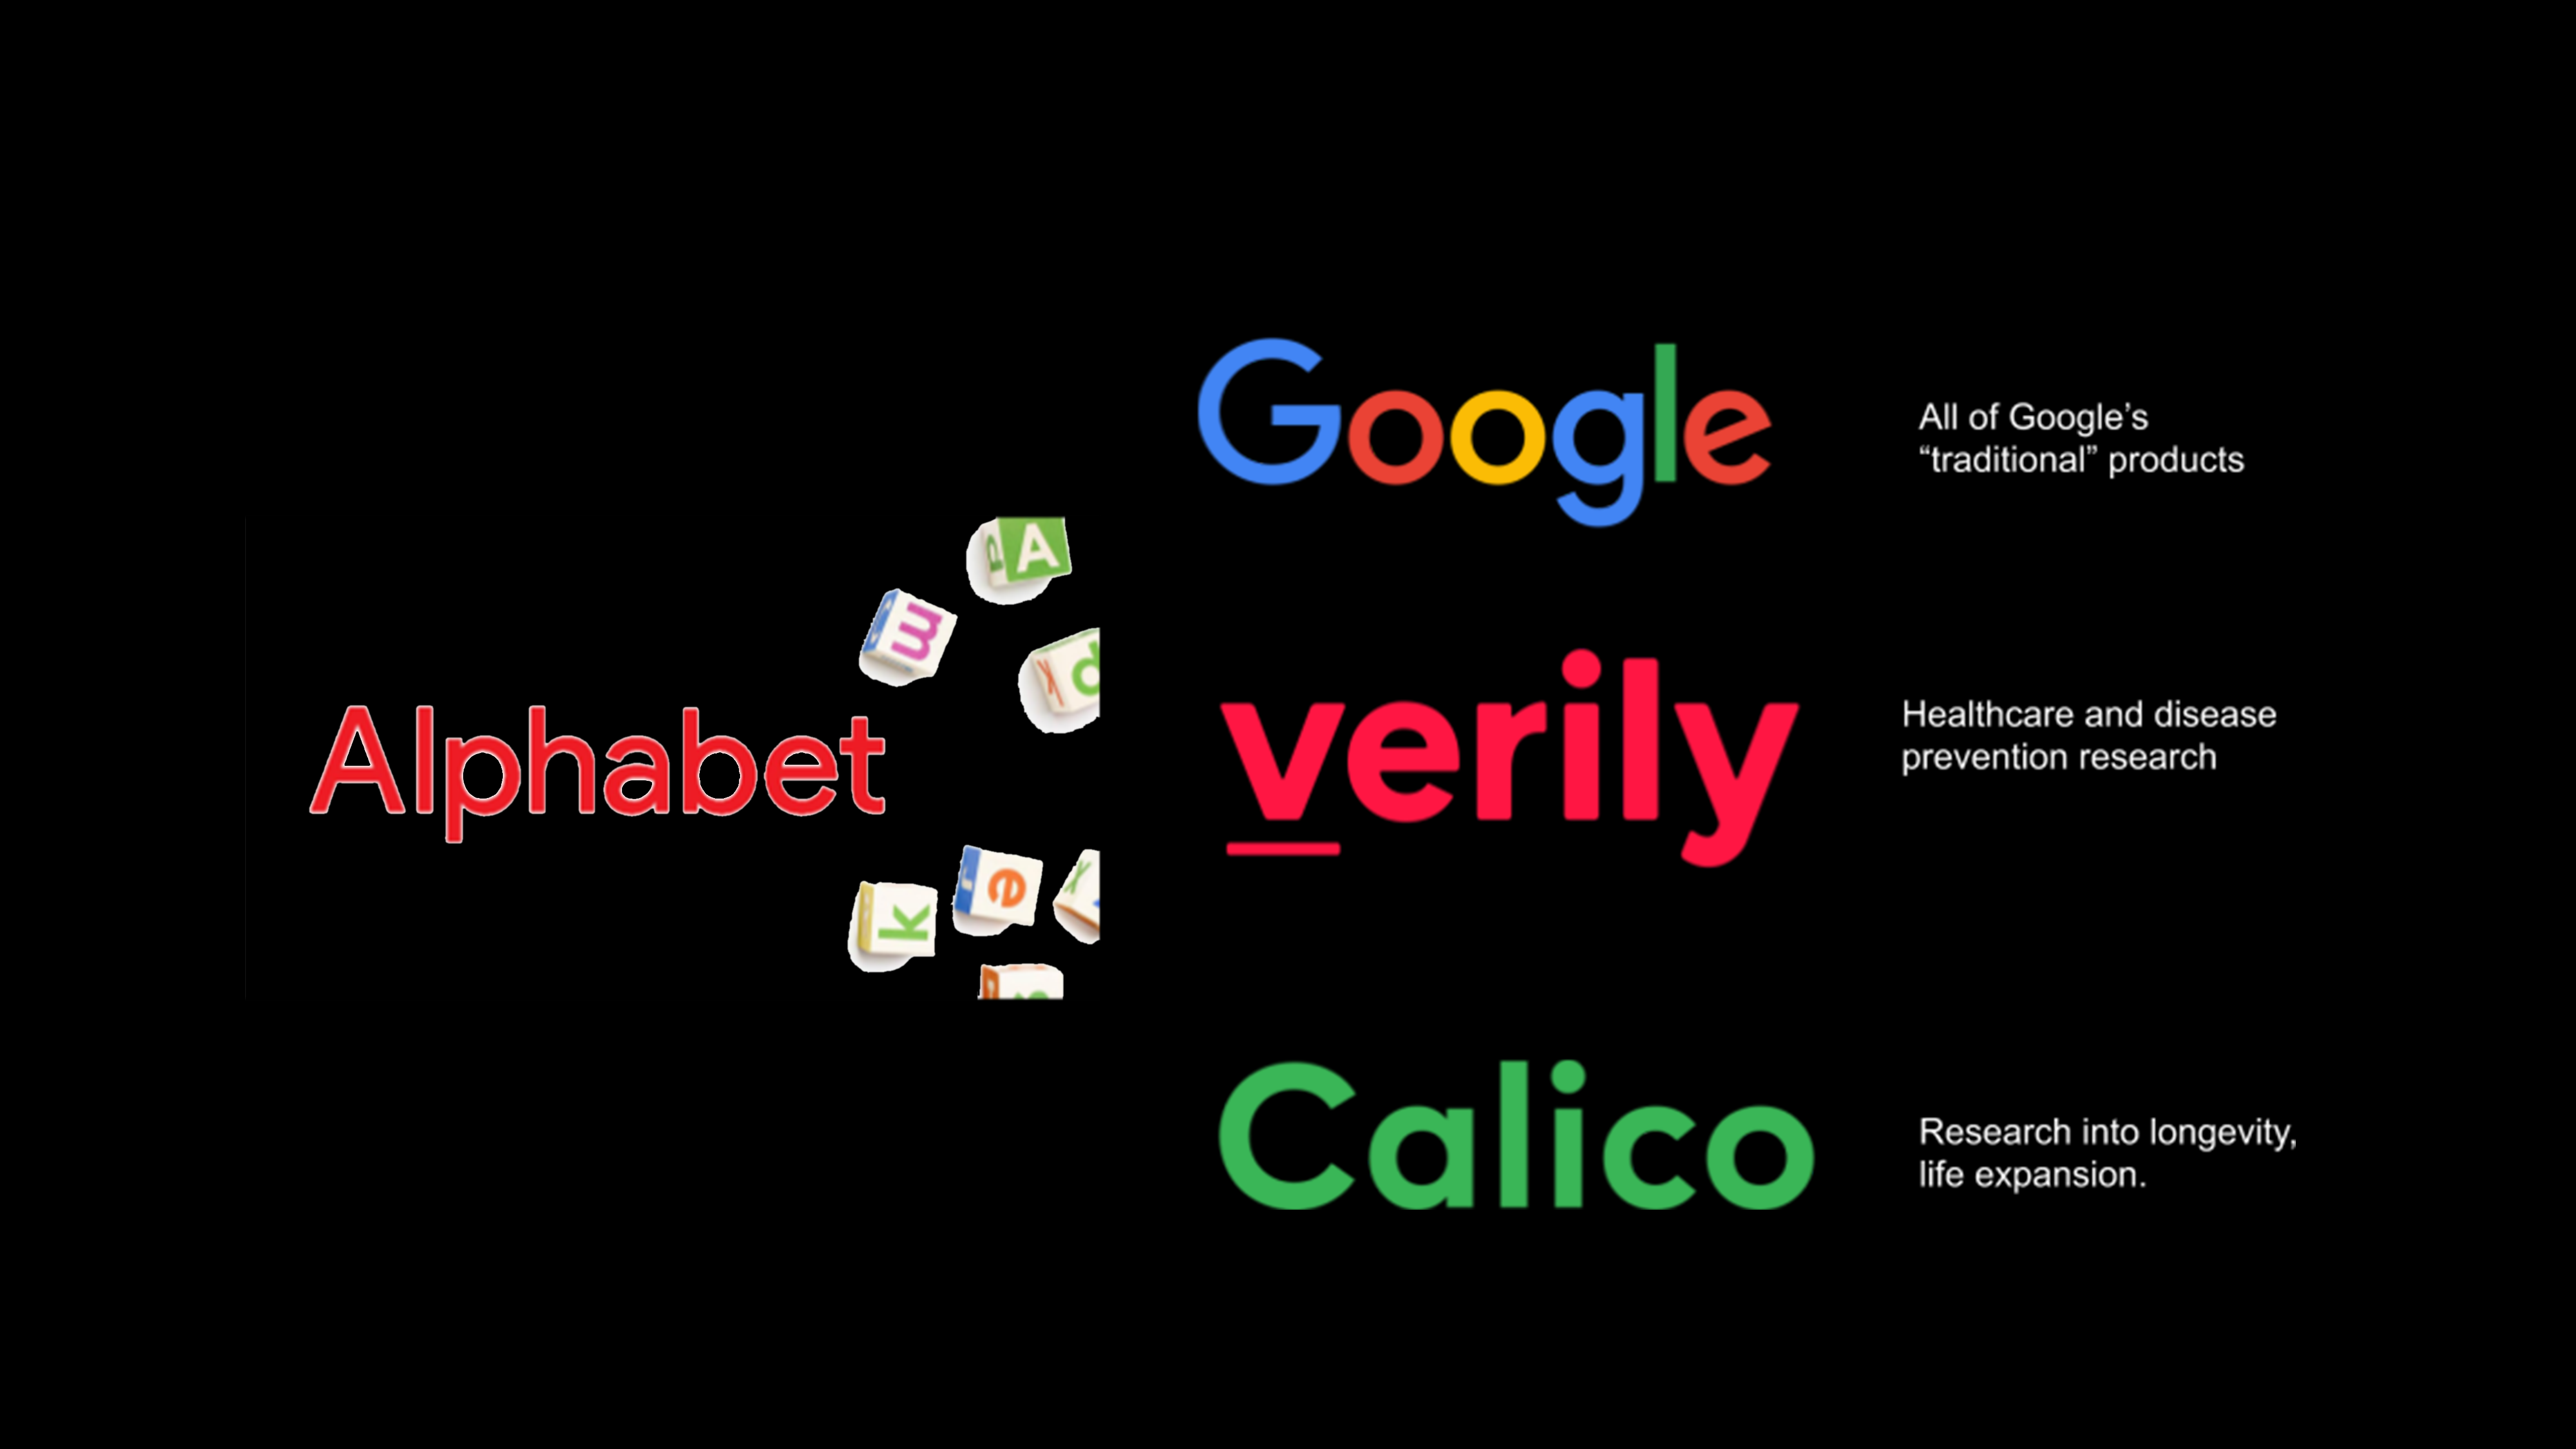 Google
All of Google’s
“traditional” products
A
m
Alphabet
verily
Healthcare and disease
prevention research
k
e
Calico
Research into longevity,
life expansion.